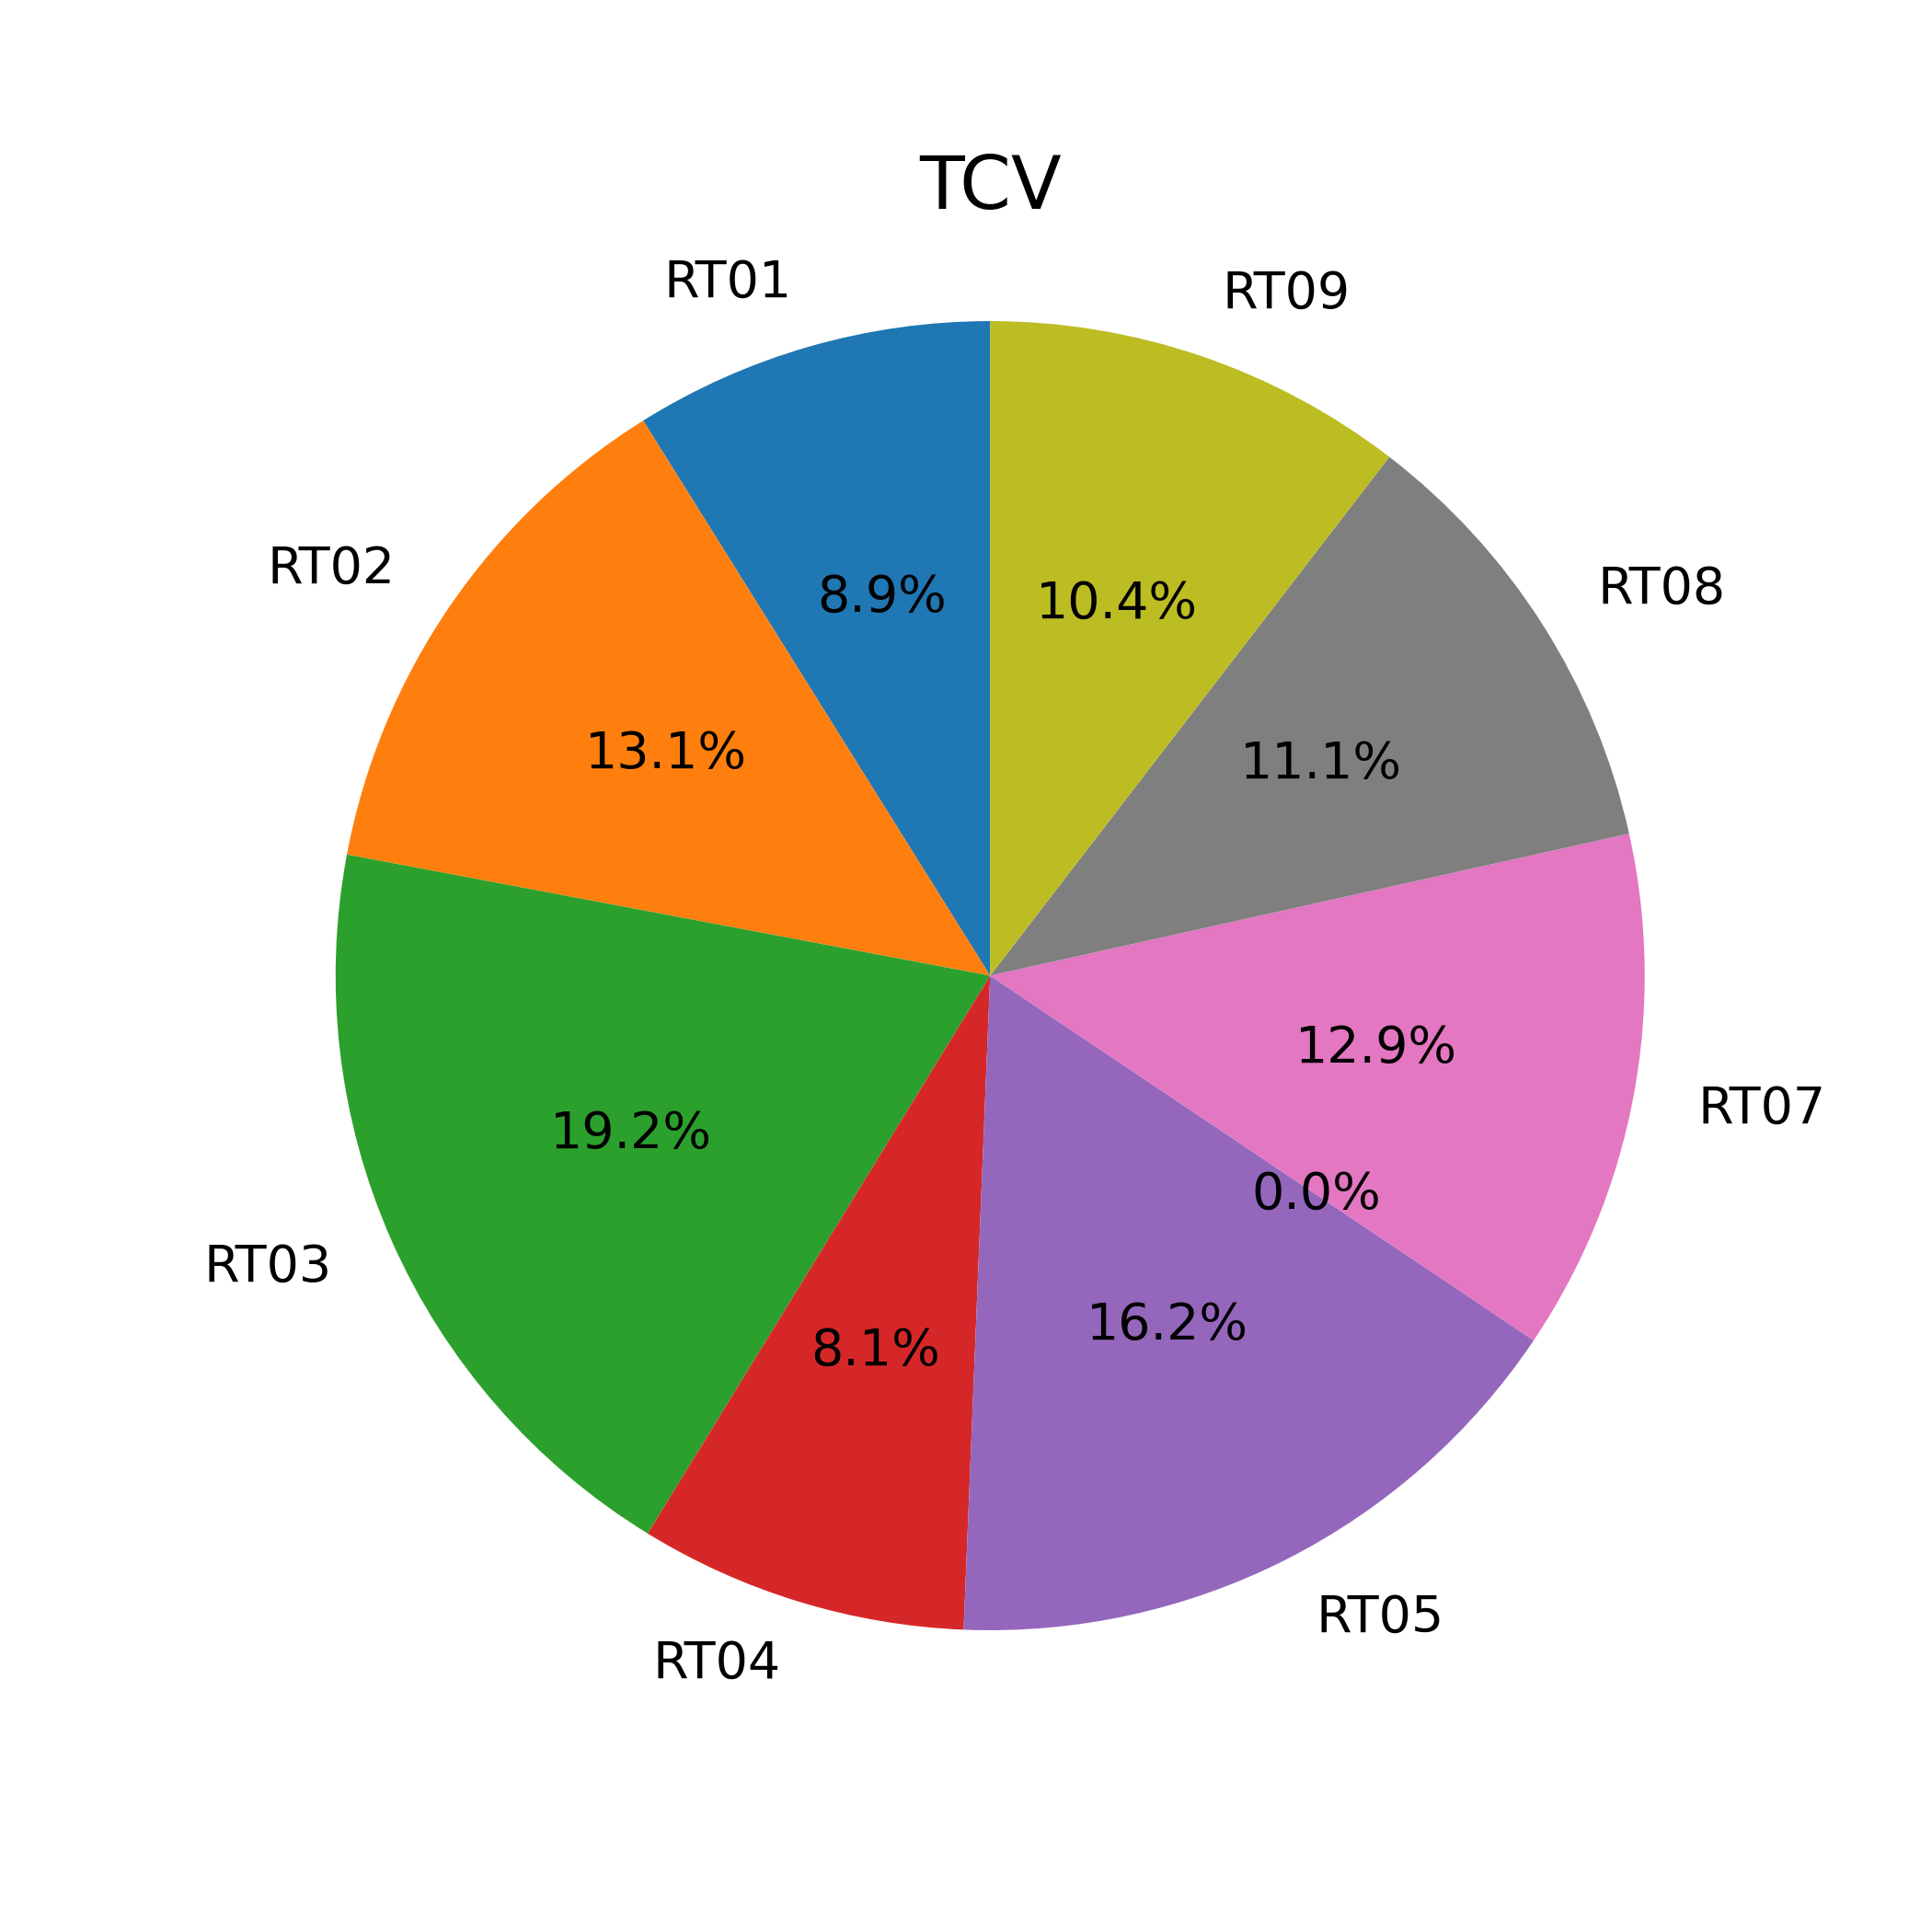 TCV
RT01
RT09
RT02
RT08
8.9%
10.4%
13.1%
11.1%
12.9%
RT07
19.2%
0.0%
RT03
16.2%
8.1%
RT05
RT04